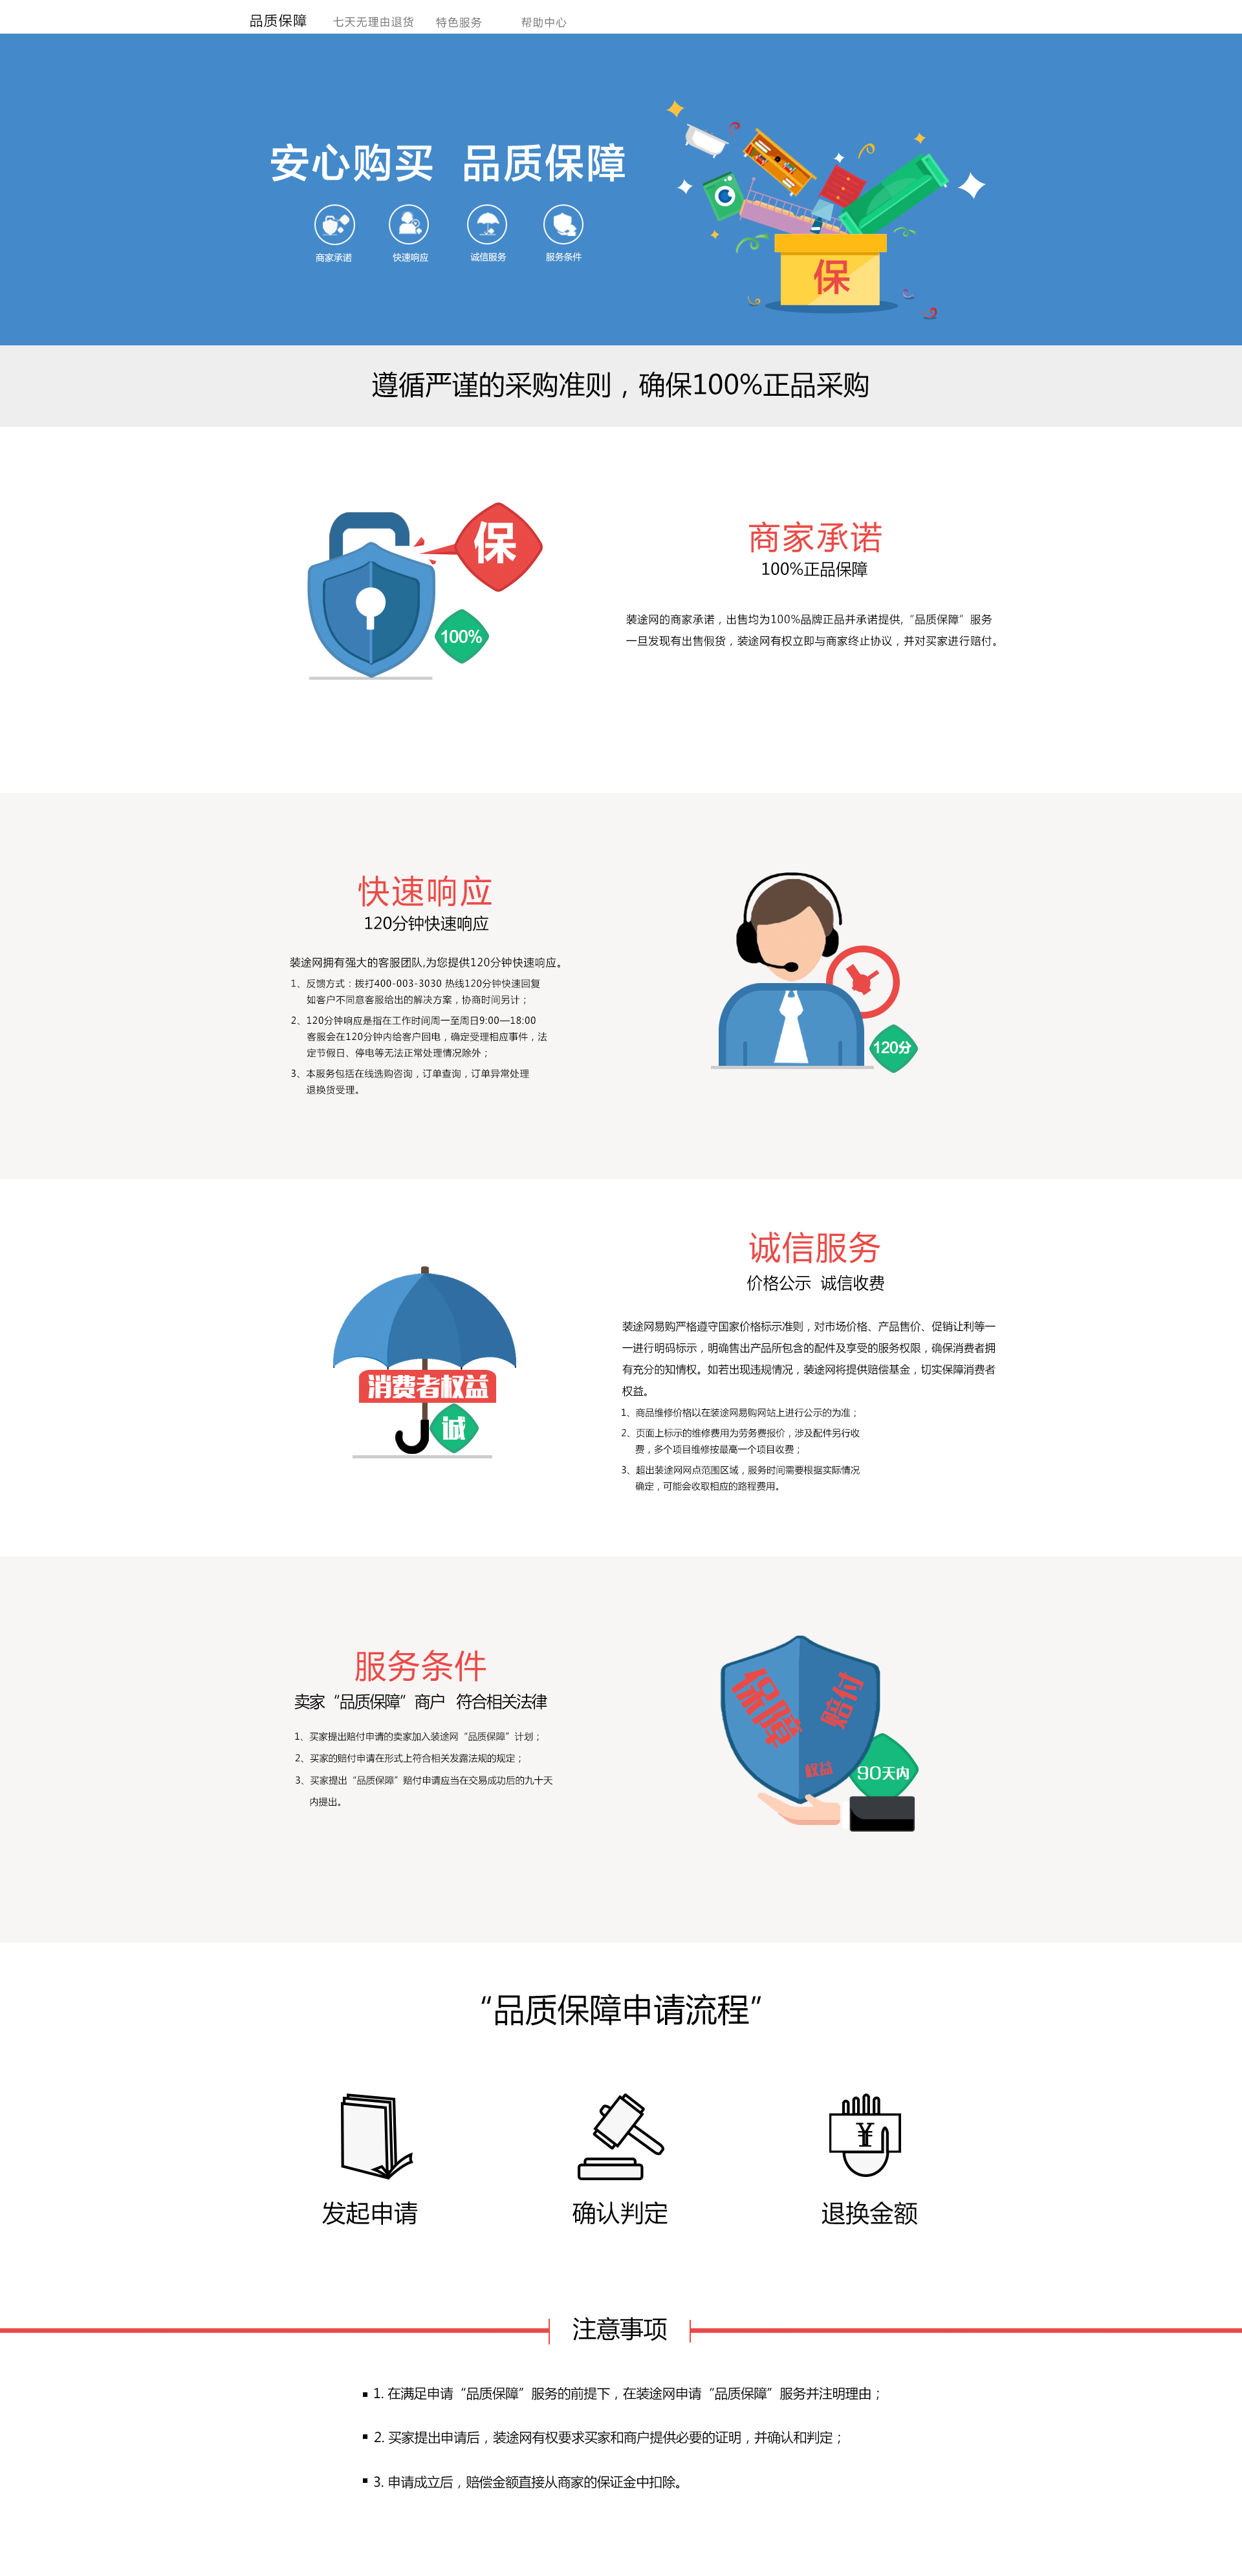 品质保障 七天无理由退货 特色服务 帮助中心
安心购买 品质保障
商家承诺 快速响应 诚信服务 服务条件
保
遵循严谨的采购准则，确保100%正品采购
保
100%
商家承诺
100%正品保障
装途网的商家承诺，出售均为100%品牌正品并承诺提供，“品质保障”服务
一旦发现有出售假货，装途网有权立即与商家终止协议，并对买家进行赔付。
快速响应
120分钟快速响应
装途网拥有强大的客服团队,为您提供120分钟快速响应。
1、反馈方式：拨打400-003-3030 热线120分钟快速回复
如客户不同意客服给出的解决方案，协商时间另计；
2、120分钟响应是指在工作时间周一至周日9:00—18:00
客服会在120分钟内给客户回电，确定受理相应事件，法
定节假日、停电等无法正常处理情况除外；
3、本服务包括在线选购咨询，订单查询，订单异常处理
退换货受理。
120分
诚信服务
价格公示 诚信收费
装途网易购严格遵守国家价格标示准则，对市场价格、产品售价、促销让利等一
一进行明码标示，明确售出产品所包含的配件及享受的服务权限，确保消费者拥
有充分的知情权。如若出现违规情况，装途网将提供赔偿基金，切实保障消费者
权益。
1、商品维修价格以在装途网易购网站上进行公示的为准；
2、页面上标示的维修费用为劳务费报价，涉及配件另行收
费，多个项目维修按最高一个项目收费；
3、超出装途网网点范围区域，服务时间需要根据实际情况
确定，可能会收取相应的路程费用。
消费者权益
诚
服务条件
卖家“品质保障”商户 符合相关法律
1、买家提出赔付申请的卖家加入装途网“品质保障”计划；
2、买家的赔付申请在形式上符合相关发露法规的规定；
3、买家提出“品质保障”赔付申请应当在交易成功后的九十天
内提出。
保障
赔付
权益
90天内
“品质保障申请流程”
¥
发起申请 确认判定 退换金额
注意事项
1. 在满足申请“品质保障”服务的前提下，在装途网申请“品质保障”服务并注明理由；
2. 买家提出申请后，装途网有权要求买家和商户提供必要的证明，并确认和判定；
3. 申请成立后，赔偿金额直接从商家的保证金中扣除。